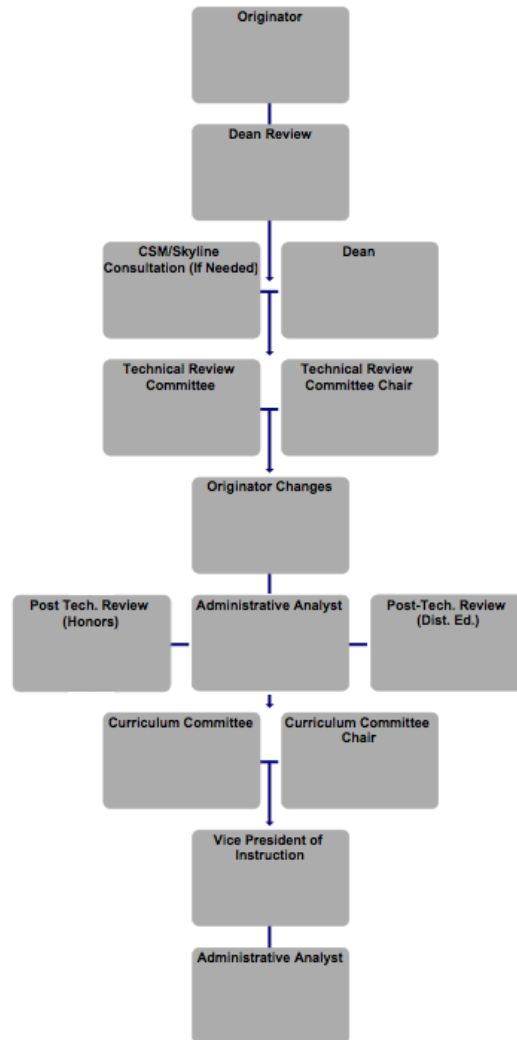 Originator
Dean Review
CSM/Skyline
Consultation (If Needed)
Dean
Technical Review
Committee
Technical Review
Committee Chair
Originator Changes
Post Tech. Review
(Honors)
Administrative Analyst
Post-Tech. Review
(Dist. Ed.)
Curriculum Committee
Curriculum Committee
Chair
Vice President of
Instruction
Administrative Analyst